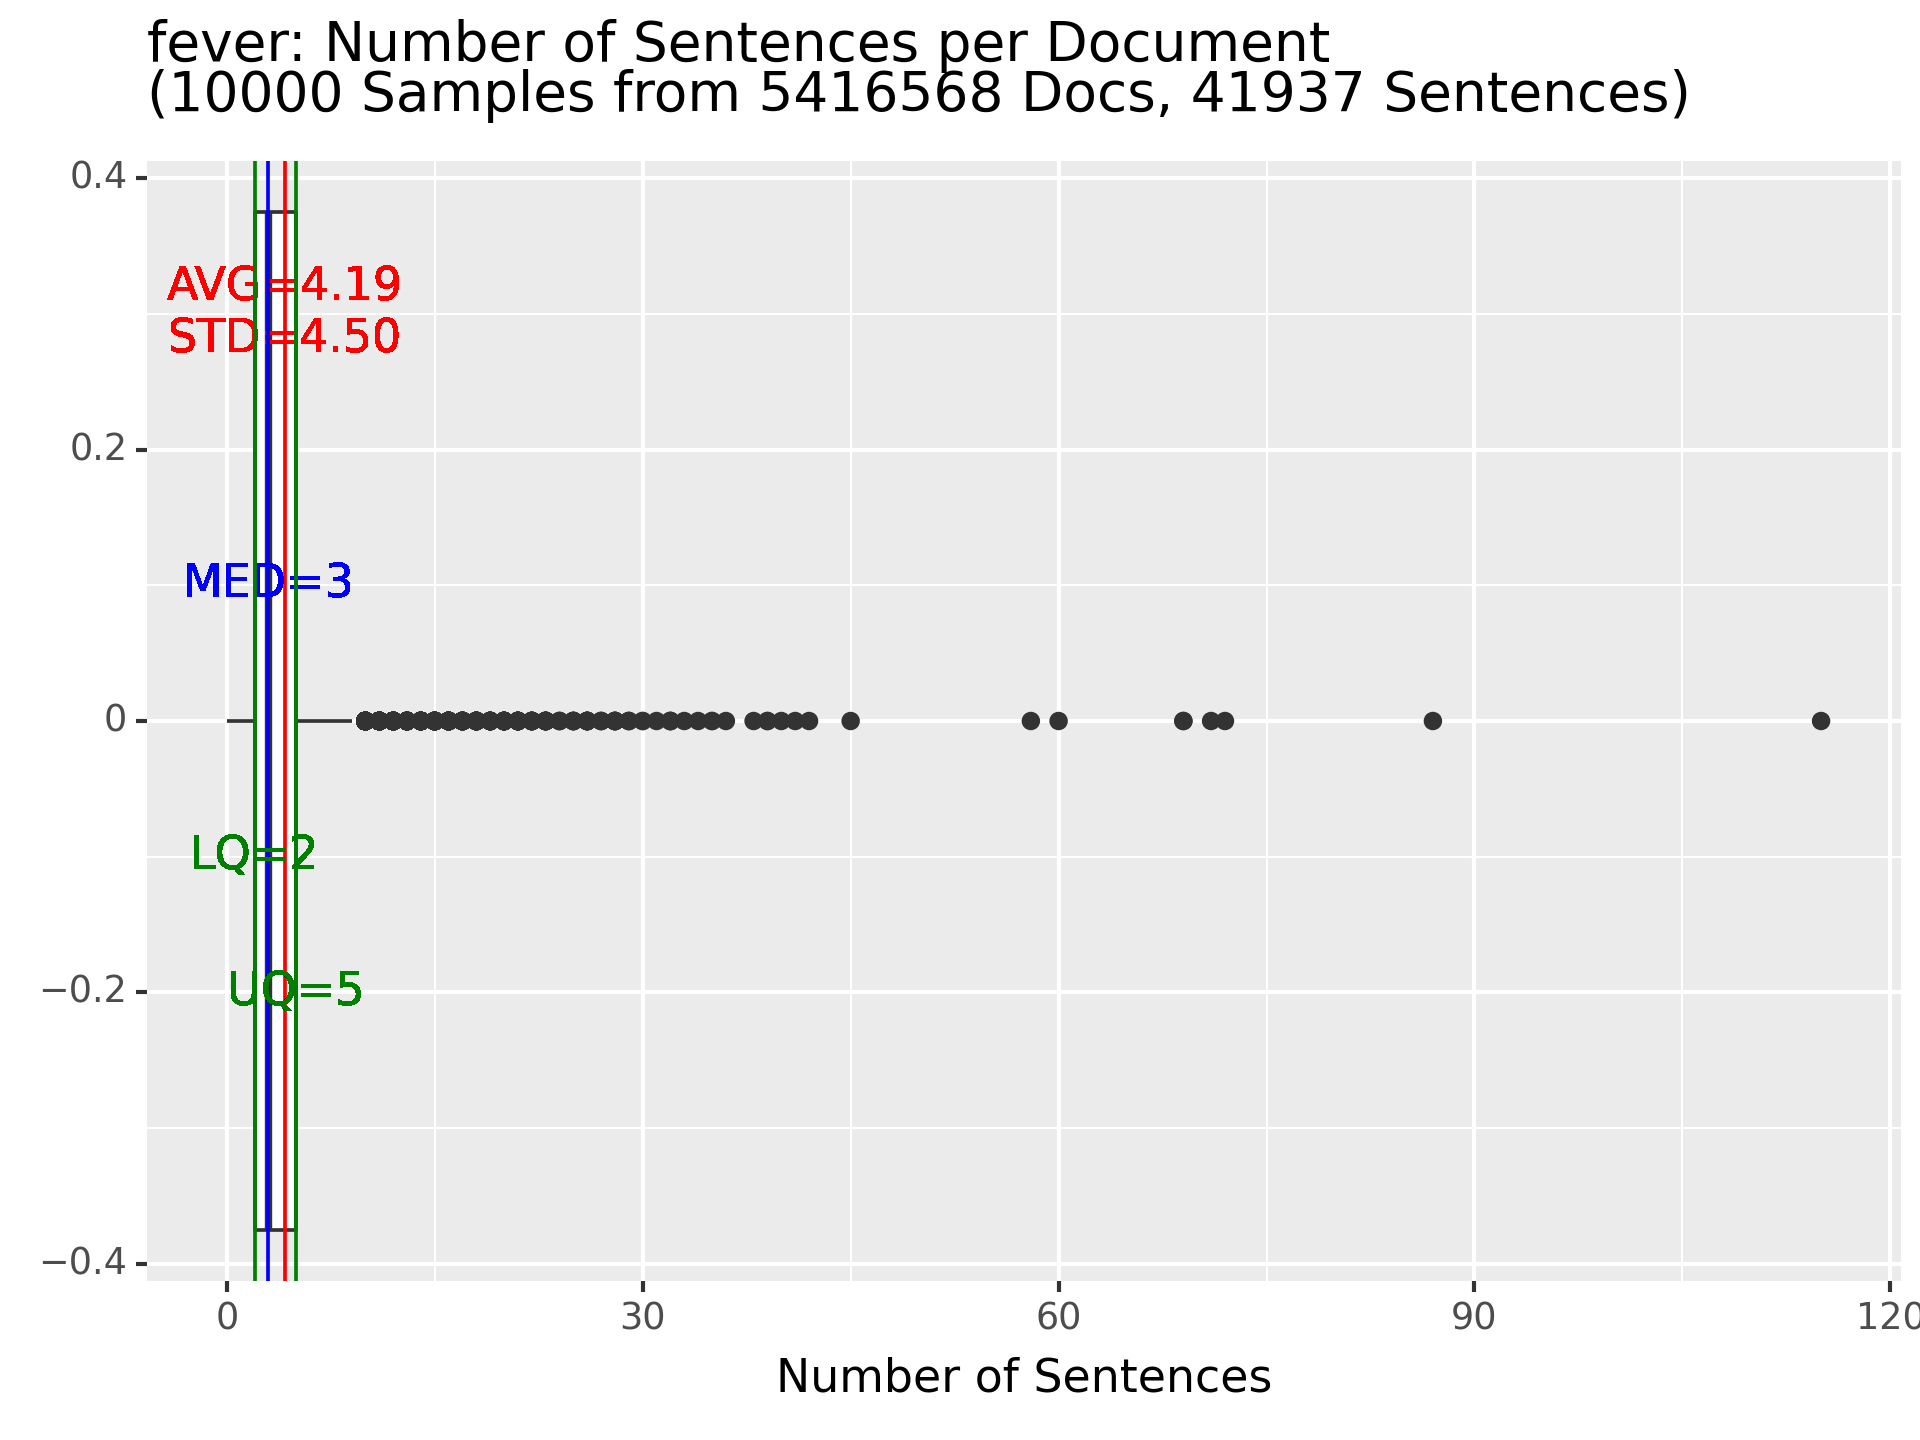 fever: Number of Sentences per Document
(10000 Samples from 5416568 Docs, 41937 Sentences)
0.4
AVG=4.19
STD=4.50
0.2
MED=3
0
LQ=2
UQ=5
−0.2
−0.4
0 30 60 90 120
Number of Sentences